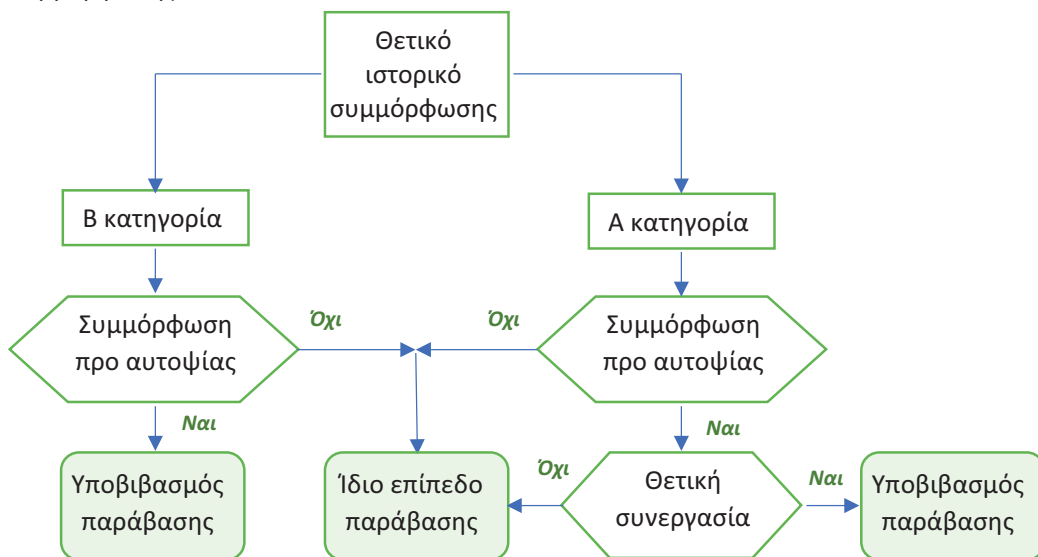 Θετικό
ιστορικό
συμμόρφωσης
Β κατηγορία
Α κατηγορία
Συμμόρφωση
προ αυτοψίας
Όχι
Όχι
Συμμόρφωση
προ αυτοψίας
Ναι
Ναι
Υποβιβασμός
παράβασης
Ίδιο επίπεδο
παράβασης
Όχι
Θετική
συνεργασία
Ναι
Υποβιβασμός
παράβασης